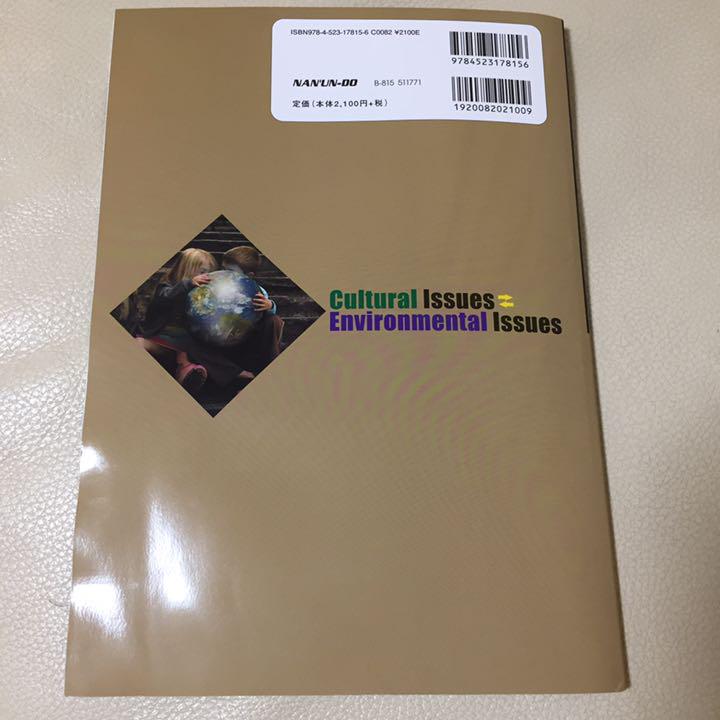 ISBN978-4-523-17815-6 C0082 ¥2100E
9784523178156
NAN'UN-DO B-815 511771
定価(本体2,100円+税)
1920082021009
Cultural Issues
Environmental Issues